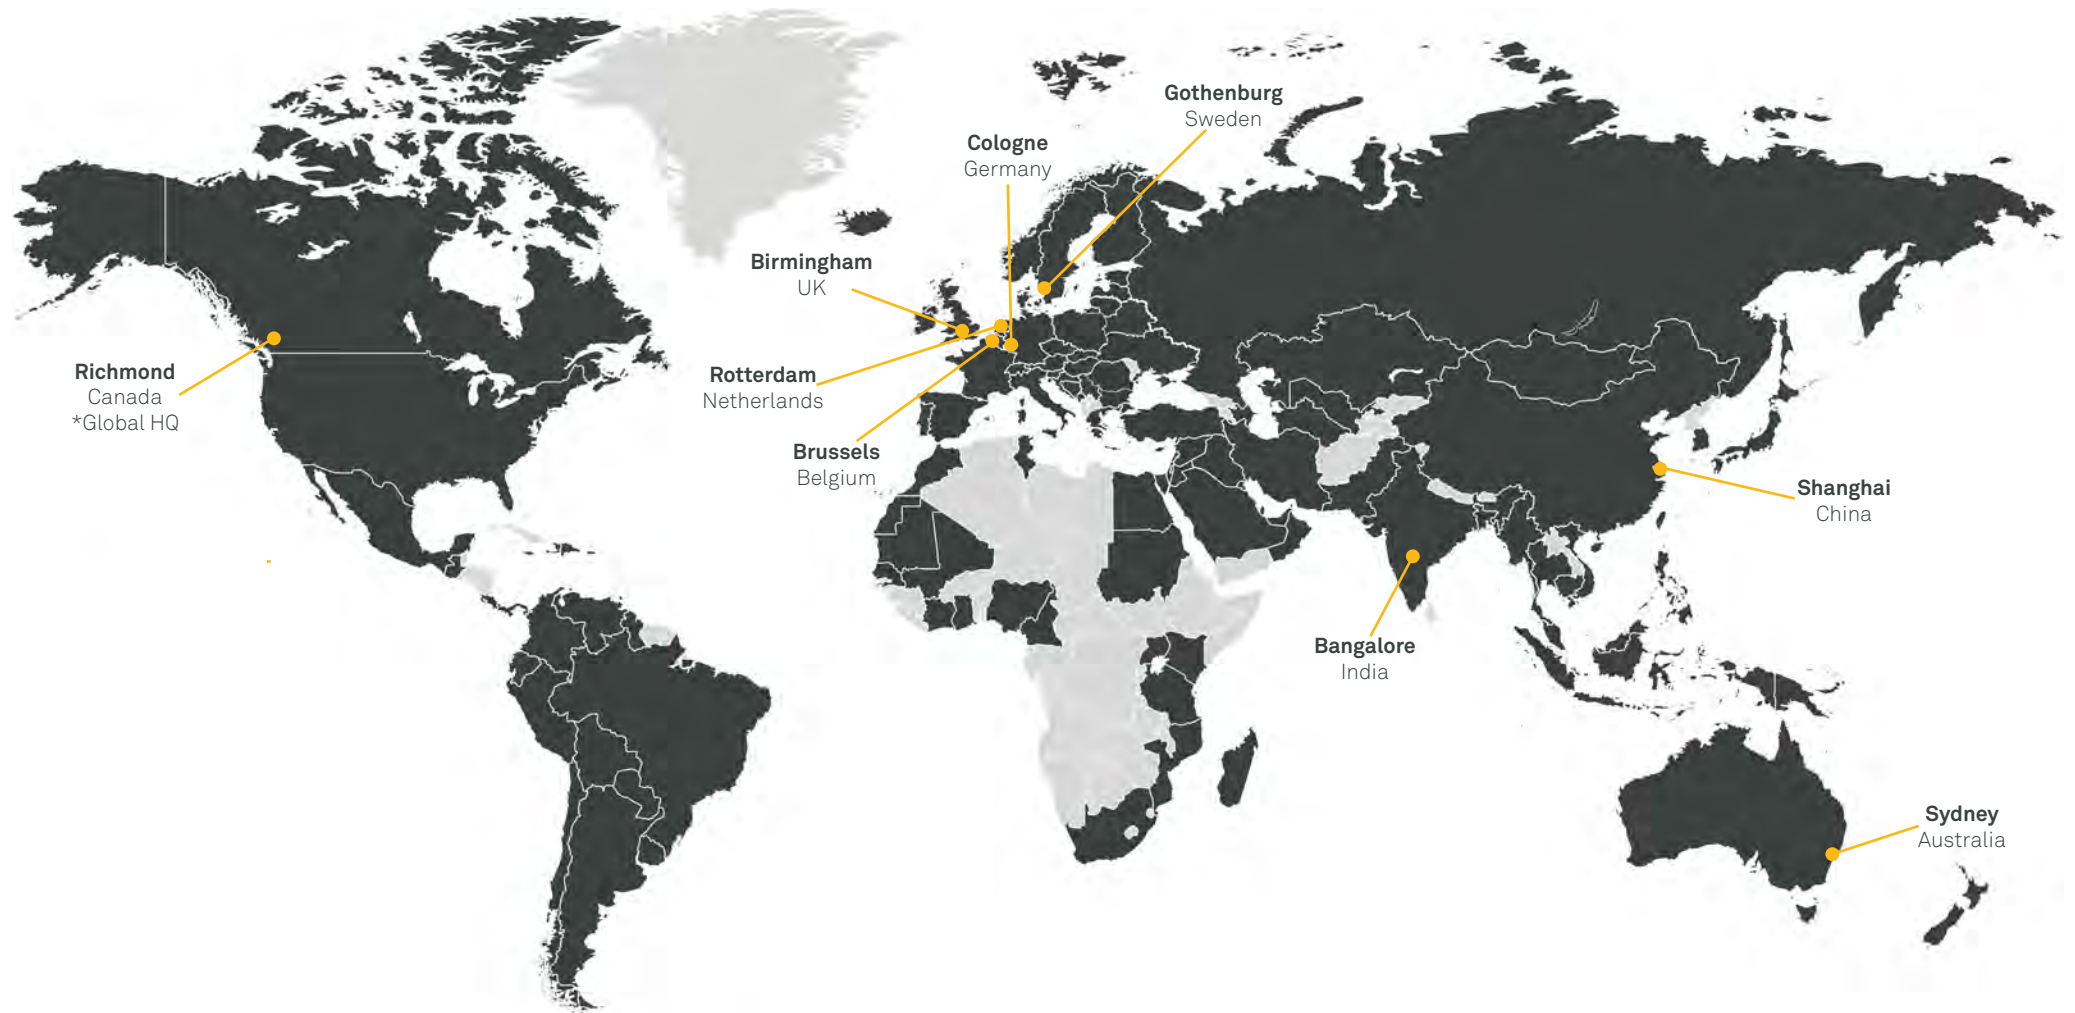 Gothenburg
Sweden
Cologne
Germany
Birmingham
UK
Richmond
Canada
*Global HQ
Rotterdam
Netherlands
Brussels
Belgium
Shanghai
China
Bangalore
India
Sydney
Australia